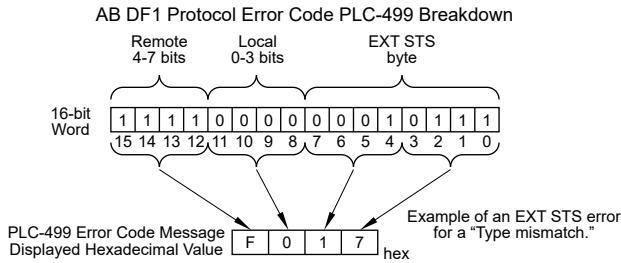 AB DF1 Protocol Error Code PLC-499 Breakdown
Remote
4-7 bits
Local
0-3 bits
EXT STS
byte
16-bit
Word
1 1 1 1 0 0 0 0 0 0 0 1 0 1 1 1
15 14 13 12 11 10 9 8 7 6 5 4 3 2 1 0
PLC-499 Error Code Message
Displayed Hexadecimal Value
F 0 1 7
hex
Example of an EXT STS error
for a “Type mismatch.”